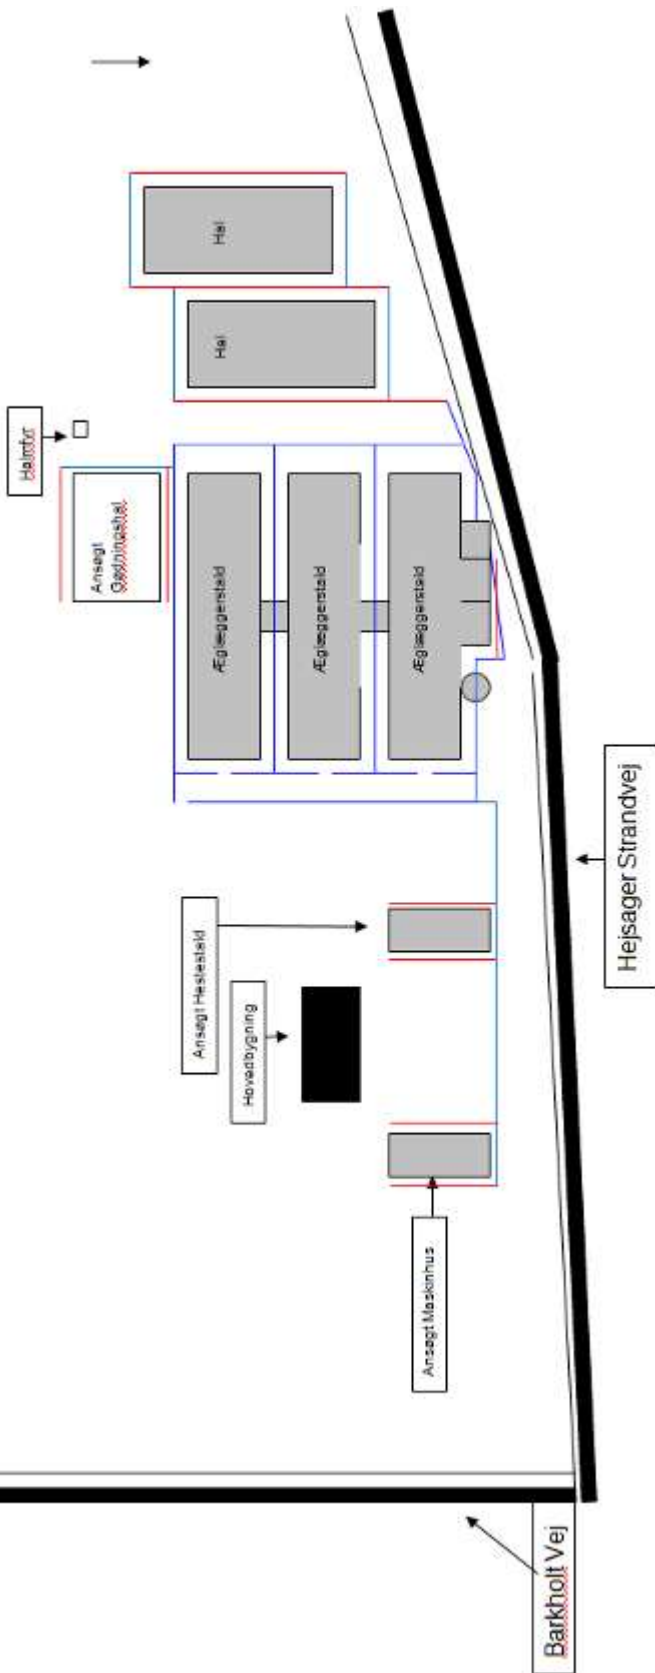 Hal
Hal
Halmfyr
Ansøgt
Gødningshal
Æglæggerstald
Æglæggerstald
Æglæggerstald
Ansøgt Hestestald
Hovedbygning
Hejsager Strandvej
Ansøgt Maskinhus
Barkholt Vej